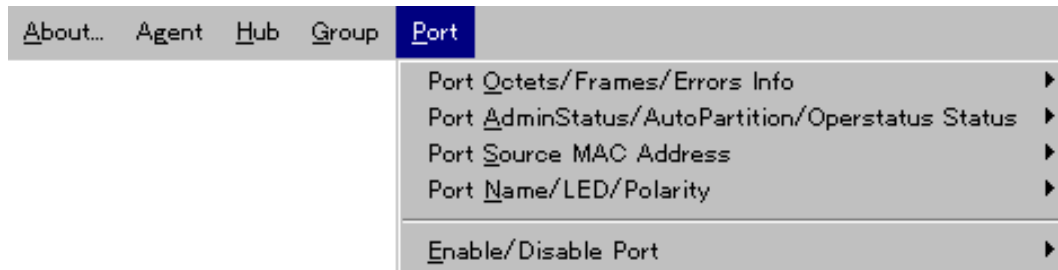 About... Agent Hub Group Port
Port Octets/Frames/Errors Info
Port AdminStatus/AutoPartition/Operstatus Status
Port Source MAC Address
Port Name/LED/Polarity
Enable/Disable Port